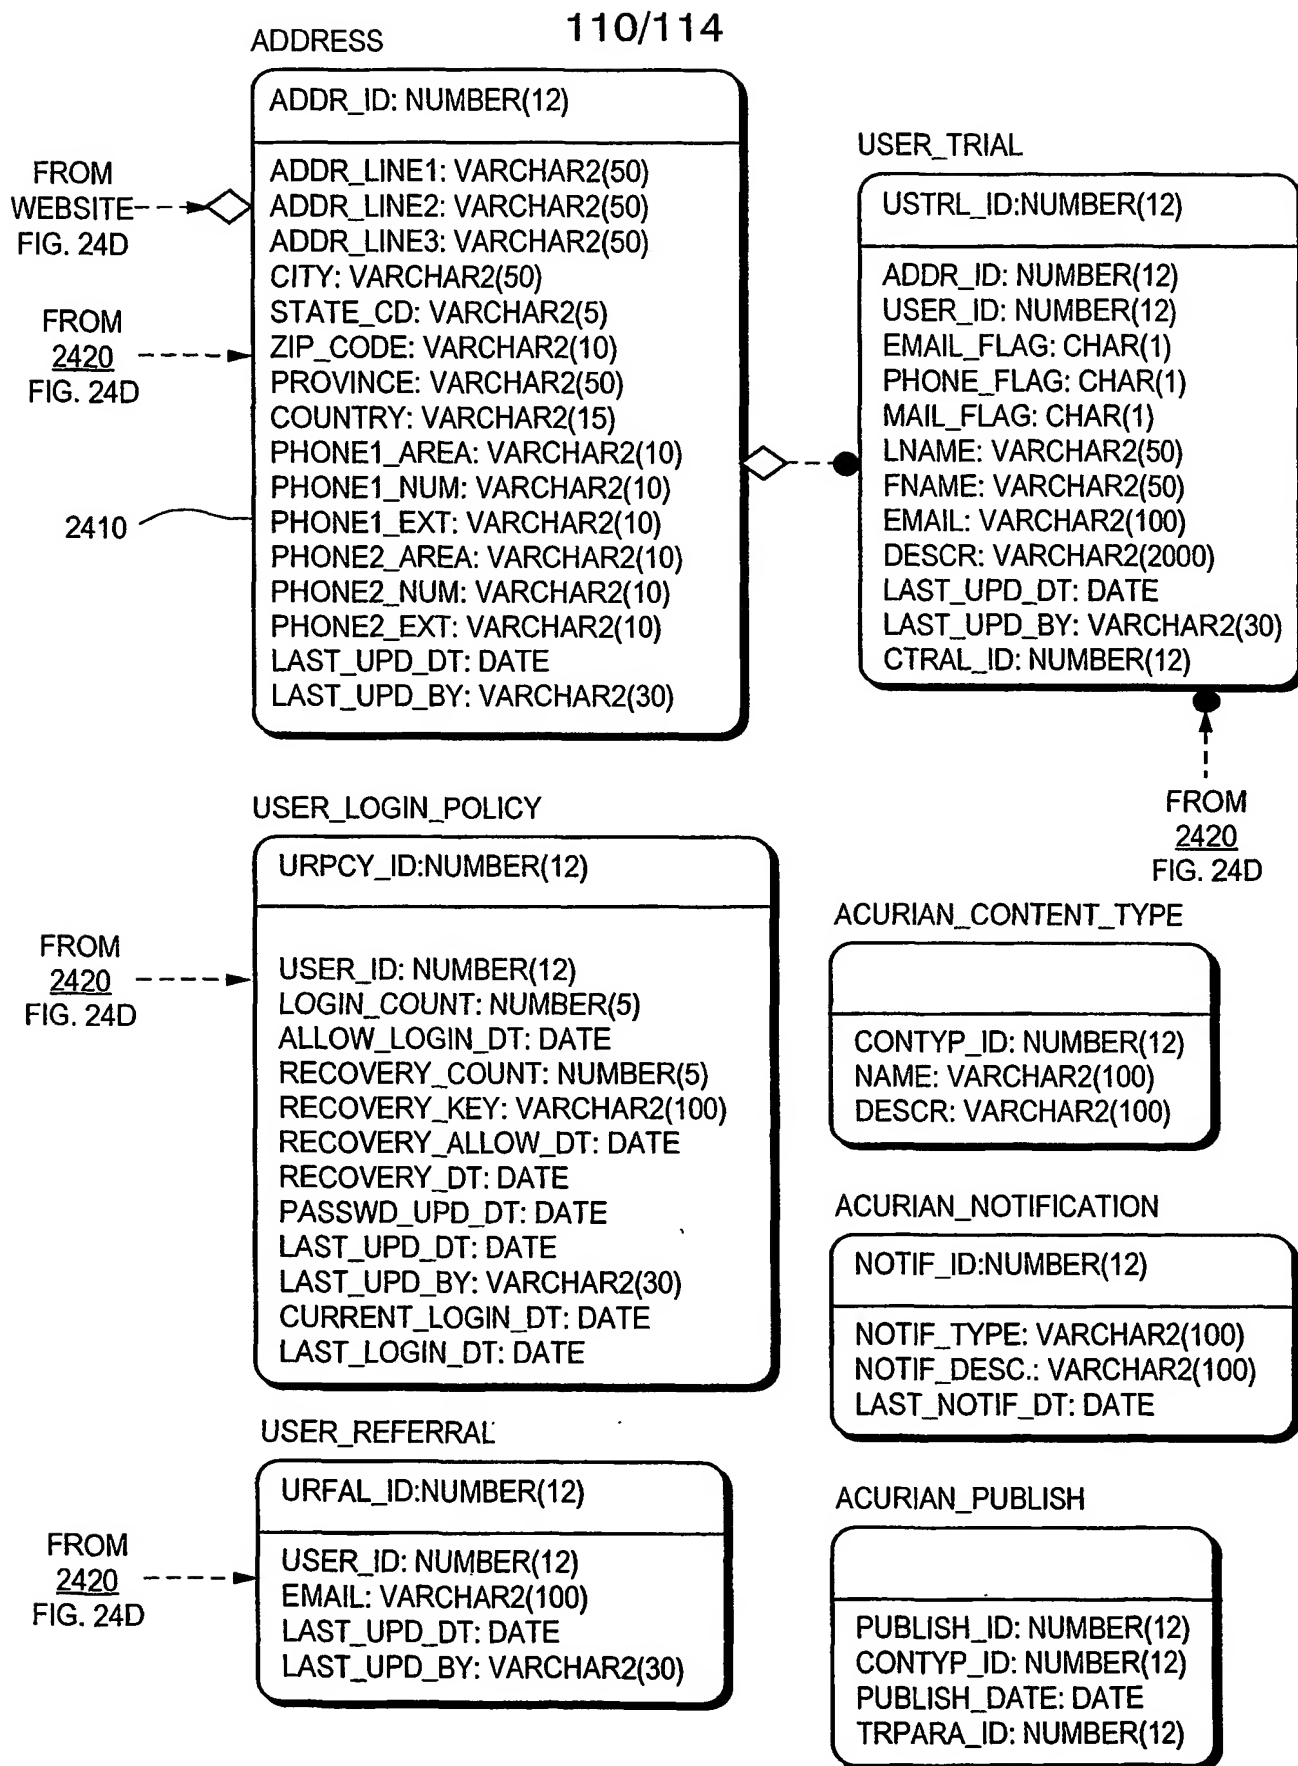 110/114
ADDRESS
ADDR_ID: NUMBER(12)
ADDR_LINE1: VARCHAR2(50)
ADDR_LINE2: VARCHAR2(50)
ADDR_LINE3: VARCHAR2(50)
CITY: VARCHAR2(50)
STATE_CD: VARCHAR2(5)
ZIP_CODE: VARCHAR2(10)
PROVINCE: VARCHAR2(50)
COUNTRY: VARCHAR2(15)
PHONE1_AREA: VARCHAR2(10)
PHONE1_NUM: VARCHAR2(10)
PHONE1_EXT: VARCHAR2(10)
PHONE2_AREA: VARCHAR2(10)
PHONE2_NUM: VARCHAR2(10)
PHONE2_EXT: VARCHAR2(10)
LAST_UPD_DT: DATE
LAST_UPD_BY: VARCHAR2(30)
FROM
WEBSITE
FIG. 24D
FROM
2420
FIG. 24D
2410
USER_TRIAL
USTRL_ID:NUMBER(12)
ADDR_ID: NUMBER(12)
USER_ID: NUMBER(12)
EMAIL_FLAG: CHAR(1)
PHONE_FLAG: CHAR(1)
MAIL_FLAG: CHAR(1)
LNAME: VARCHAR2(50)
FNAME: VARCHAR2(50)
EMAIL: VARCHAR2(100)
DESCR: VARCHAR2(2000)
LAST_UPD_DT: DATE
LAST_UPD_BY: VARCHAR2(30)
CTRAL_ID: NUMBER(12)
FROM
2420
FIG. 24D
USER_LOGIN_POLICY
URPCY_ID:NUMBER(12)
USER_ID: NUMBER(12)
LOGIN_COUNT: NUMBER(5)
ALLOW_LOGIN_DT: DATE
RECOVERY_COUNT: NUMBER(5)
RECOVERY_KEY: VARCHAR2(100)
RECOVERY_ALLOW_DT: DATE
RECOVERY_DT: DATE
PASSWD_UPD_DT: DATE
LAST_UPD_DT: DATE
LAST_UPD_BY: VARCHAR2(30)
CURRENT_LOGIN_DT: DATE
LAST_LOGIN_DT: DATE
FROM
2420
FIG. 24D
ACURIAN_CONTENT_TYPE
CONTYP_ID: NUMBER(12)
NAME: VARCHAR2(100)
DESCR: VARCHAR2(100)
ACURIAN_NOTIFICATION
NOTIF_ID:NUMBER(12)
NOTIF_TYPE: VARCHAR2(100)
NOTIF_DESC.: VARCHAR2(100)
LAST_NOTIF_DT: DATE
USER_REFERRAL
URFAL_ID:NUMBER(12)
USER_ID: NUMBER(12)
EMAIL: VARCHAR2(100)
LAST_UPD_DT: DATE
LAST_UPD_BY: VARCHAR2(30)
FROM
2420
FIG. 24D
ACURIAN_PUBLISH
PUBLISH_ID: NUMBER(12)
CONTYP_ID: NUMBER(12)
PUBLISH_DATE: DATE
TRPARA_ID: NUMBER(12)